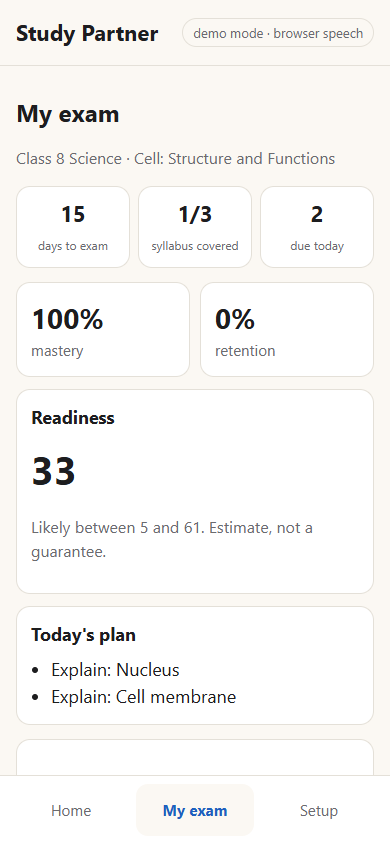 Study Partner
demo mode · browser speech
My exam
Class 8 Science · Cell: Structure and Functions
15
days to exam
1/3
syllabus covered
2
due today
100%
mastery
0%
retention
Readiness
33
Likely between 5 and 61. Estimate, not a
guarantee.
Today's plan
• Explain: Nucleus
• Explain: Cell membrane
Home
My exam
Setup